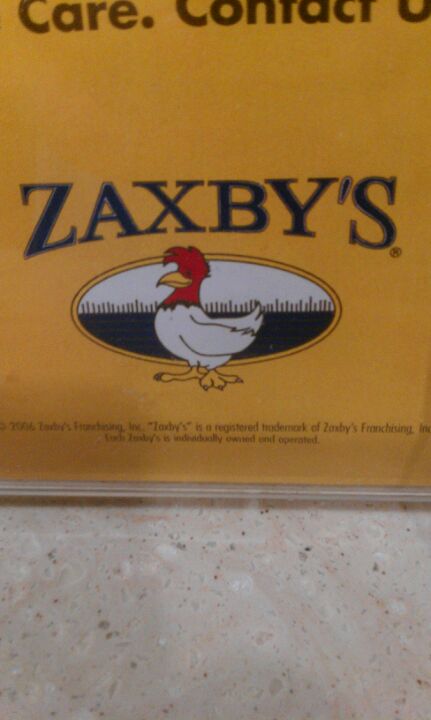 Care. Contact U
ZAXBY'S®
© 2006 Zaxby's Franchising, Inc. "Zaxby's" is a registered trademark of Zaxby's Franchising, Inc
Each Zaxby's is individually owned and operated.